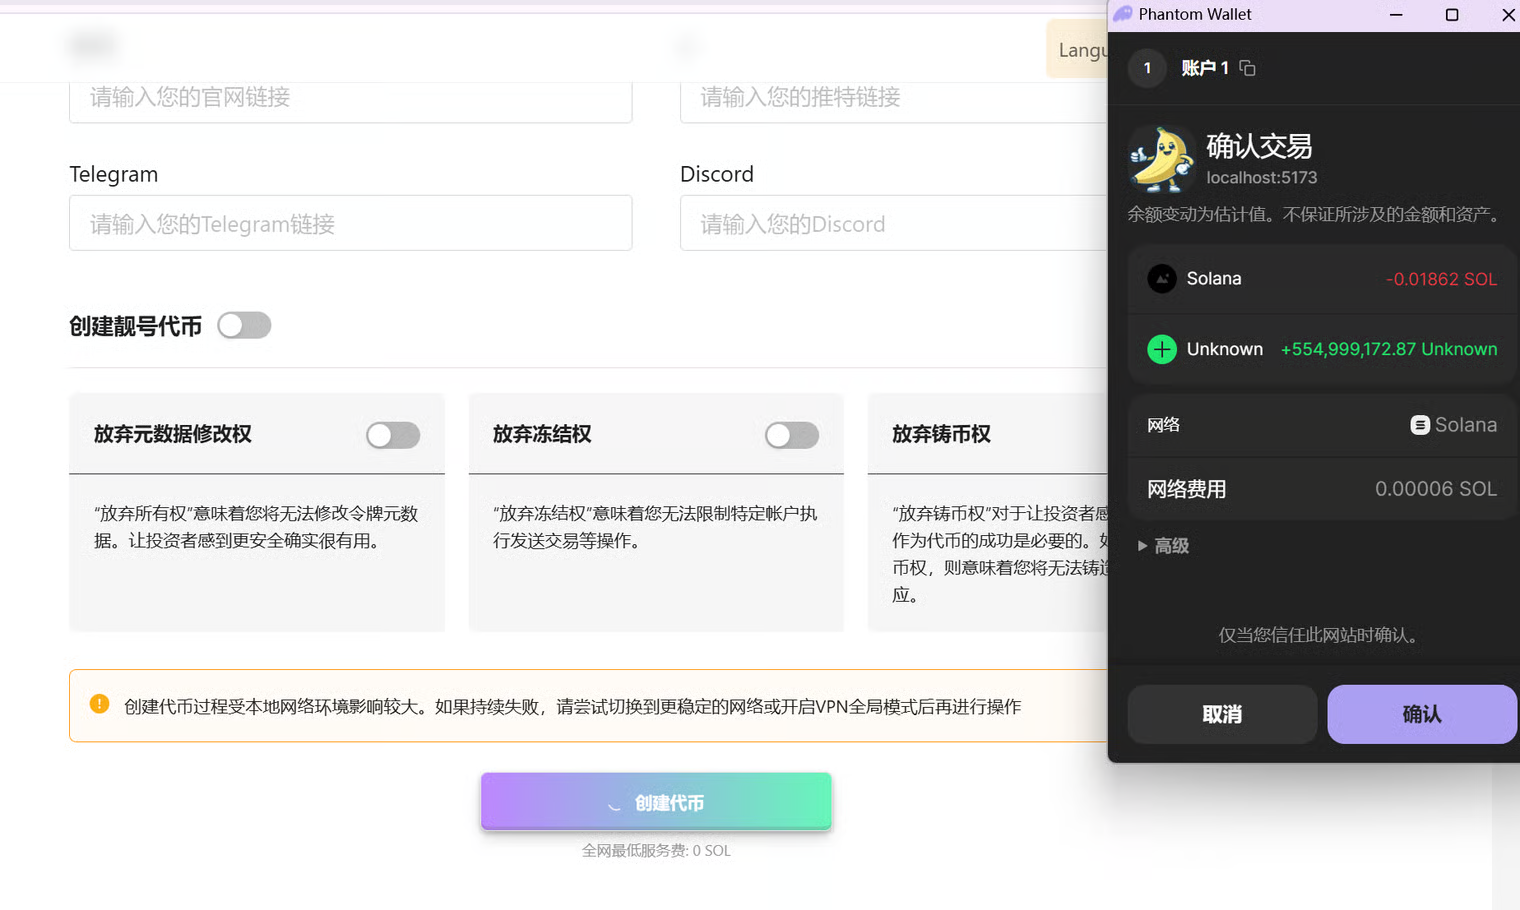 Phantom Wallet
Langu
请输入您的官网链接
请输入您的推特链接
Telegram
Discord
请输入您的Telegram链接
请输入您的Discord
创建靓号代币
放弃元数据修改权
放弃冻结权
放弃铸币权
“放弃所有权”意味着您将无法修改令牌元数
据。让投资者感到更安全确实很有用。
“放弃冻结权”意味着您无法限制特定帐户执
行发送交易等操作。
“放弃铸币权”对于让投资者感
作为代币的成功是必要的。如
币权，则意味着您将无法铸造
应。
创建代币过程受本地网络环境影响较大。如果持续失败，请尝试切换到更稳定的网络或开启VPN全局模式后再进行操作
创建代币
全网最低服务费: 0 SOL
1 账户 1
确认交易
localhost:5173
余额变动为估计值。不保证所涉及的金额和资产。
Solana -0.01862 SOL
Unknown +554,999,172.87 Unknown
网络 Solana
网络费用 0.00006 SOL
高级
仅当您信任此网站时确认。
取消 确认